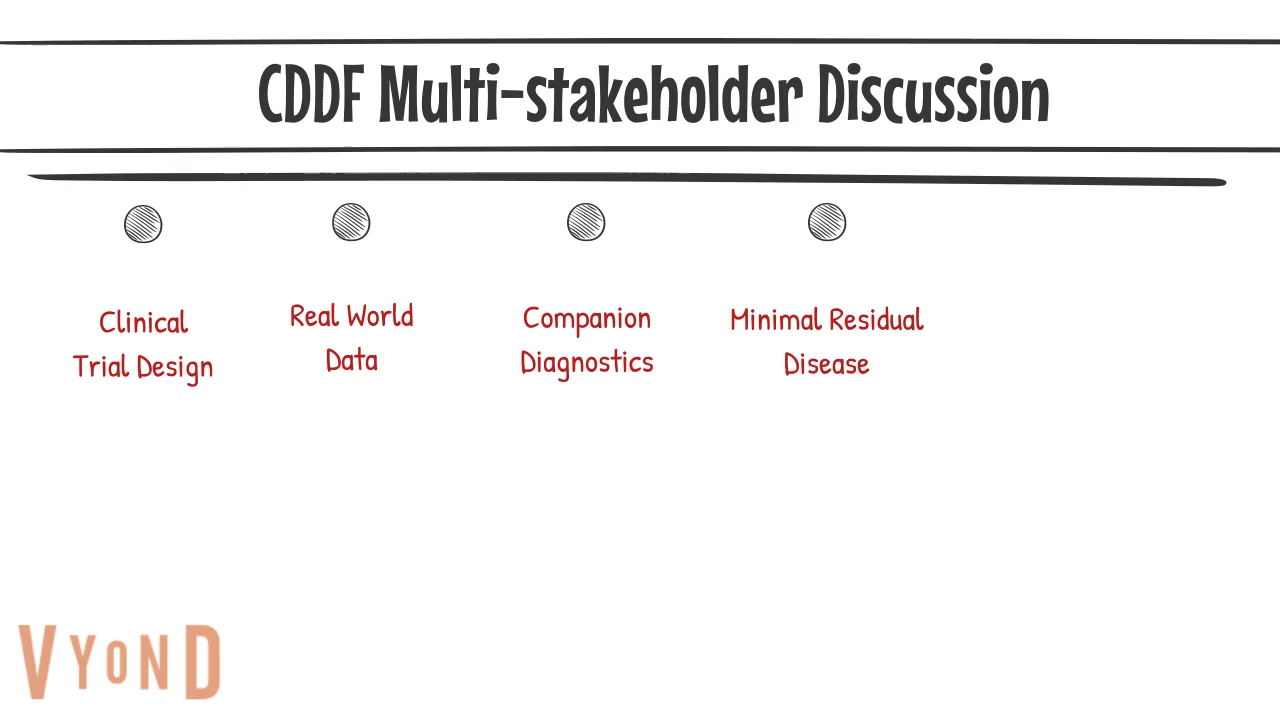 CDDF Multi-stakeholder Discussion
Clinical
Trial Design
Real World
Data
Companion
Diagnostics
Minimal Residual
Disease
VYOND